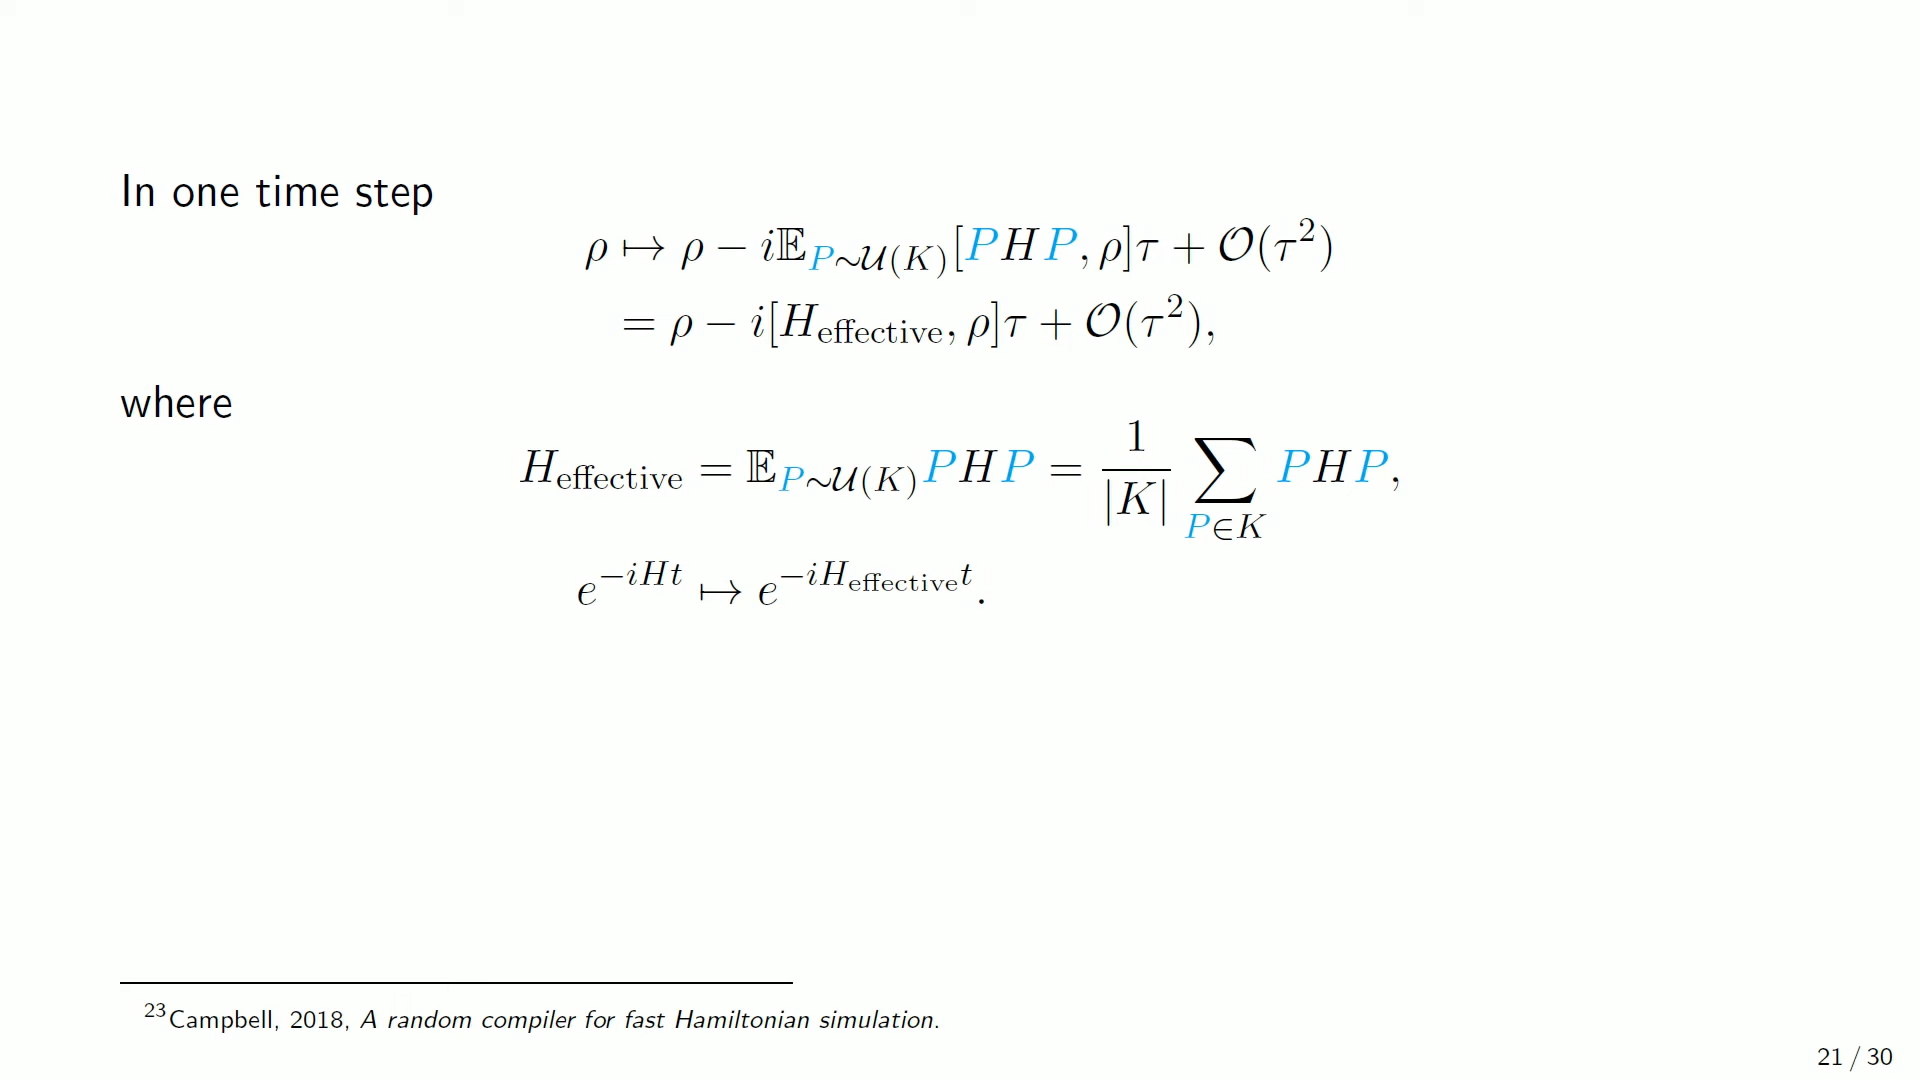 In one time step
ρ ↦ ρ − i𝔼_{P∼𝒰(K)}[PHP, ρ]τ + 𝒪(τ²)
= ρ − i[H_effective, ρ]τ + 𝒪(τ²),
where
H_effective = 𝔼_{P∼𝒰(K)}PHP = 1/|K| ∑_{P∈K} PHP,
e^{−iHt} ↦ e^{−iH_effective t}.
²³Campbell, 2018, A random compiler for fast Hamiltonian simulation.
21 / 30